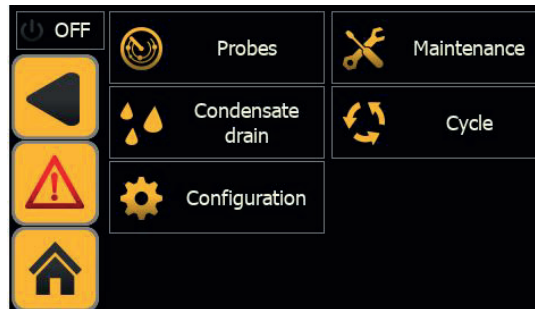 OFF
Probes
Maintenance
Condensate
drain
Cycle
Configuration